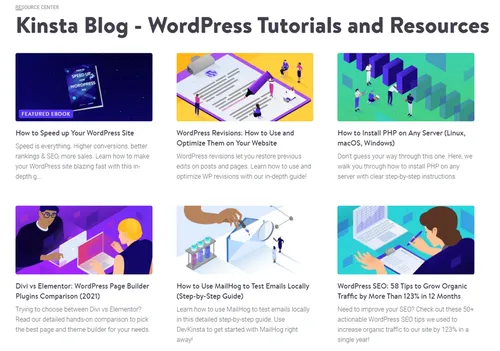 RESOURCE CENTER
Kinsta Blog - WordPress Tutorials and Resources
SPEED UP
WORDPRESS
FEATURED EBOOK
How to Speed up Your WordPress Site
Speed is everything. Higher conversions, better
rankings & SEO, more sales. Learn how to make
your WordPress site blazing fast with this in-
depth g...
WordPress Revisions: How to Use and
Optimize Them on Your Website
WordPress revisions let you restore previous
edits on posts and pages. Learn how to use and
optimize WP revisions with our in-depth guide!
How to Install PHP on Any Server (Linux,
macOS, Windows)
Don't guess your way through this one. Here, we
walk you through how to install PHP on any
server with clear step-by-step instructions
Divi vs Elementor: WordPress Page Builder
Plugins Comparison (2021)
Trying to choose between Divi vs Elementor?
Read our detailed hands-on comparison to pick
the best page and theme builder for your needs.
How to Use MailHog to Test Emails Locally
(Step-by-Step Guide)
Learn how to use MailHog to test emails locally
in this detailed step-by-step guide. Use
DevKinsta to get started with MailHog right
away!
WordPress SEO: 58 Tips to Grow Organic
Traffic by More Than 123% in 12 Months
Need to improve your SEO? Check out these 50+
actionable WordPress SEO tips we used to
increase organic traffic to our site by 123% in a
single year!